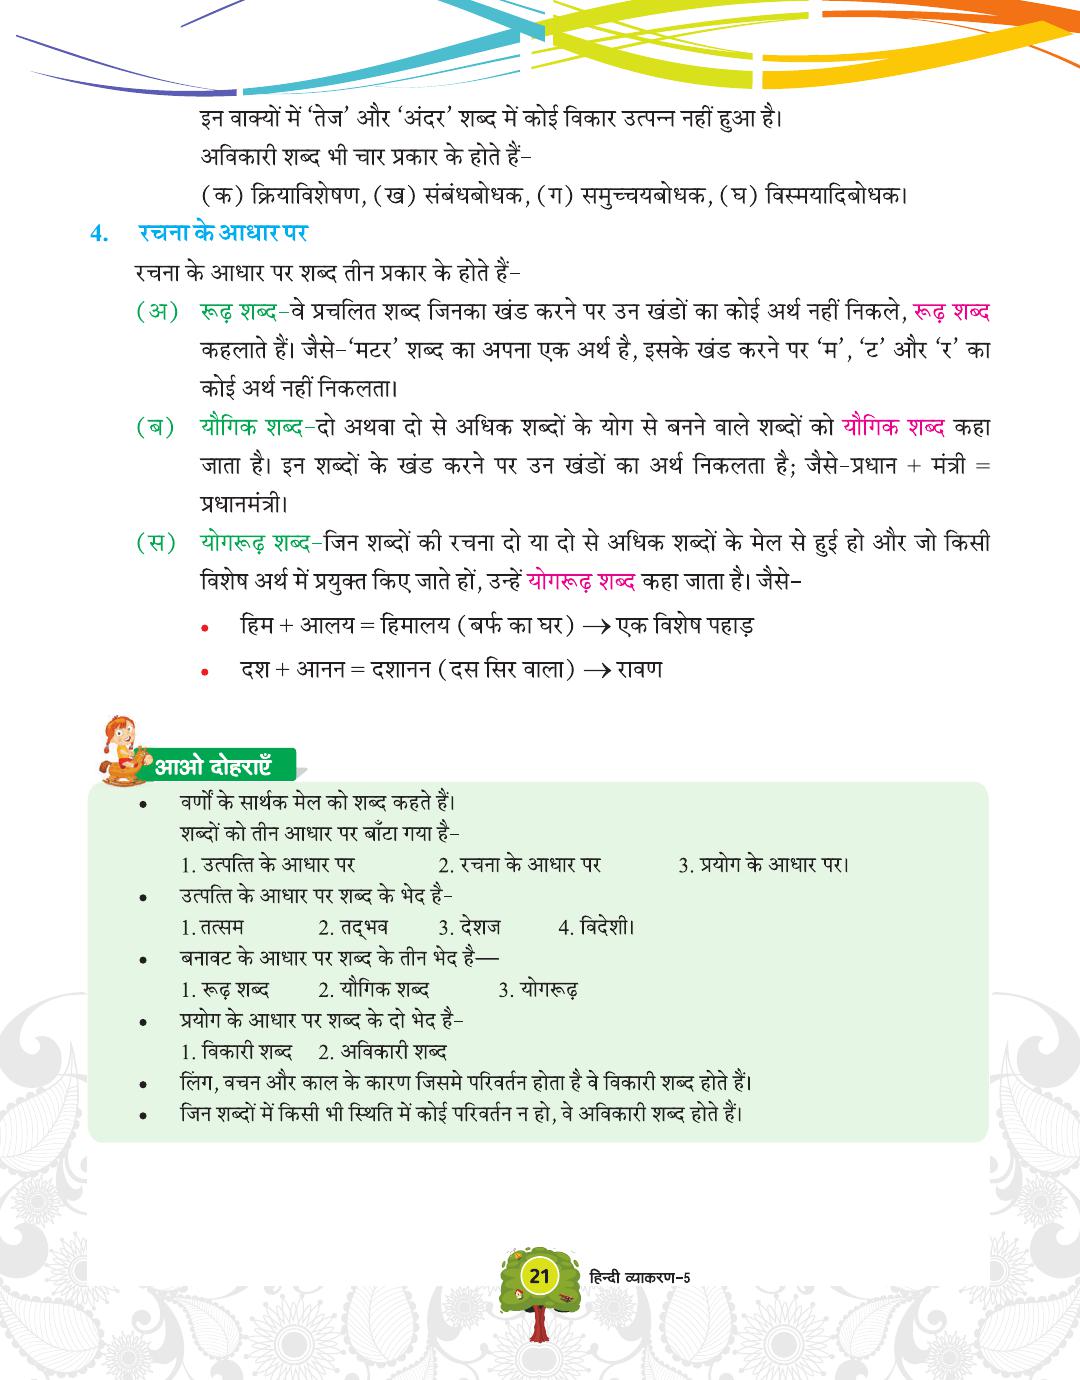 इन वाक्यों में ‘तेज’ और ‘अंदर’ शब्द में कोई विकार उत्पन्न नहीं हुआ है।
अविकारी शब्द भी चार प्रकार के होते हैं-
(क) क्रियाविशेषण, (ख) संबंधबोधक, (ग) समुच्चयबोधक, (घ) विस्मयादिबोधक।
4. रचना के आधार पर
रचना के आधार पर शब्द तीन प्रकार के होते हैं-
(अ) रूढ़ शब्द-वे प्रचलित शब्द जिनका खंड करने पर उन खंडों का कोई अर्थ नहीं निकले, रूढ़ शब्द
कहलाते हैं। जैसे-‘मटर’ शब्द का अपना एक अर्थ है, इसके खंड करने पर ‘म’, ‘ट’ और ‘र’ का
कोई अर्थ नहीं निकलता।
(ब) यौगिक शब्द-दो अथवा दो से अधिक शब्दों के योग से बनने वाले शब्दों को यौगिक शब्द कहा
जाता है। इन शब्दों के खंड करने पर उन खंडों का अर्थ निकलता है; जैसे-प्रधान + मंत्री =
प्रधानमंत्री।
(स) योगरूढ़ शब्द-जिन शब्दों की रचना दो या दो से अधिक शब्दों के मेल से हुई हो और जो किसी
विशेष अर्थ में प्रयुक्त किए जाते हों, उन्हें योगरूढ़ शब्द कहा जाता है। जैसे-
• हिम + आलय = हिमालय (बर्फ का घर) → एक विशेष पहाड़
• दश + आनन = दशानन (दस सिर वाला) → रावण
आओ दोहराएँ
• वर्णों के सार्थक मेल को शब्द कहते हैं।
शब्दों को तीन आधार पर बाँटा गया है-
1. उत्पत्ति के आधार पर 2. रचना के आधार पर 3. प्रयोग के आधार पर।
• उत्पत्ति के आधार पर शब्द के भेद है-
1. तत्सम 2. तद्भव 3. देशज 4. विदेशी।
• बनावट के आधार पर शब्द के तीन भेद है—
1. रूढ़ शब्द 2. यौगिक शब्द 3. योगरूढ़
• प्रयोग के आधार पर शब्द के दो भेद है-
1. विकारी शब्द 2. अविकारी शब्द
• लिंग, वचन और काल के कारण जिसमे परिवर्तन होता है वे विकारी शब्द होते हैं।
• जिन शब्दों में किसी भी स्थिति में कोई परिवर्तन न हो, वे अविकारी शब्द होते हैं।
21 हिन्दी व्याकरण-5